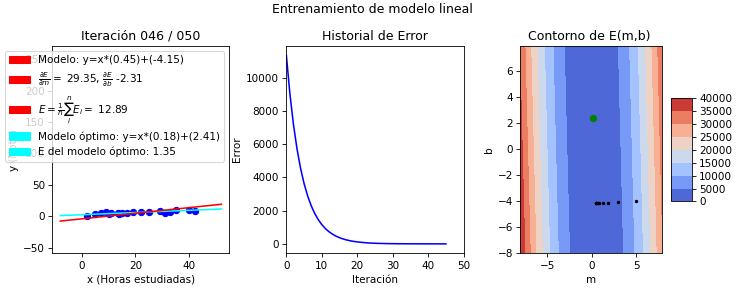 Entrenamiento de modelo lineal
Iteración 046 / 050
Modelo: y=x*(0.45)+(-4.15)
∂E/∂m = 29.35, ∂E/∂b -2.31
E = 1/n ∑ⁿᵢ Eᵢ = 12.89
Modelo óptimo: y=x*(0.18)+(2.41)
E del modelo óptimo: 1.35
50
0
−50
0
20
40
x (Horas estudiadas)
Historial de Error
Error
10000
8000
6000
4000
2000
0
0
10
20
30
40
50
Iteración
Contorno de E(m,b)
b
6
4
2
0
−2
−4
−6
−8
−5
0
5
m
40000
35000
30000
25000
20000
15000
10000
5000
0